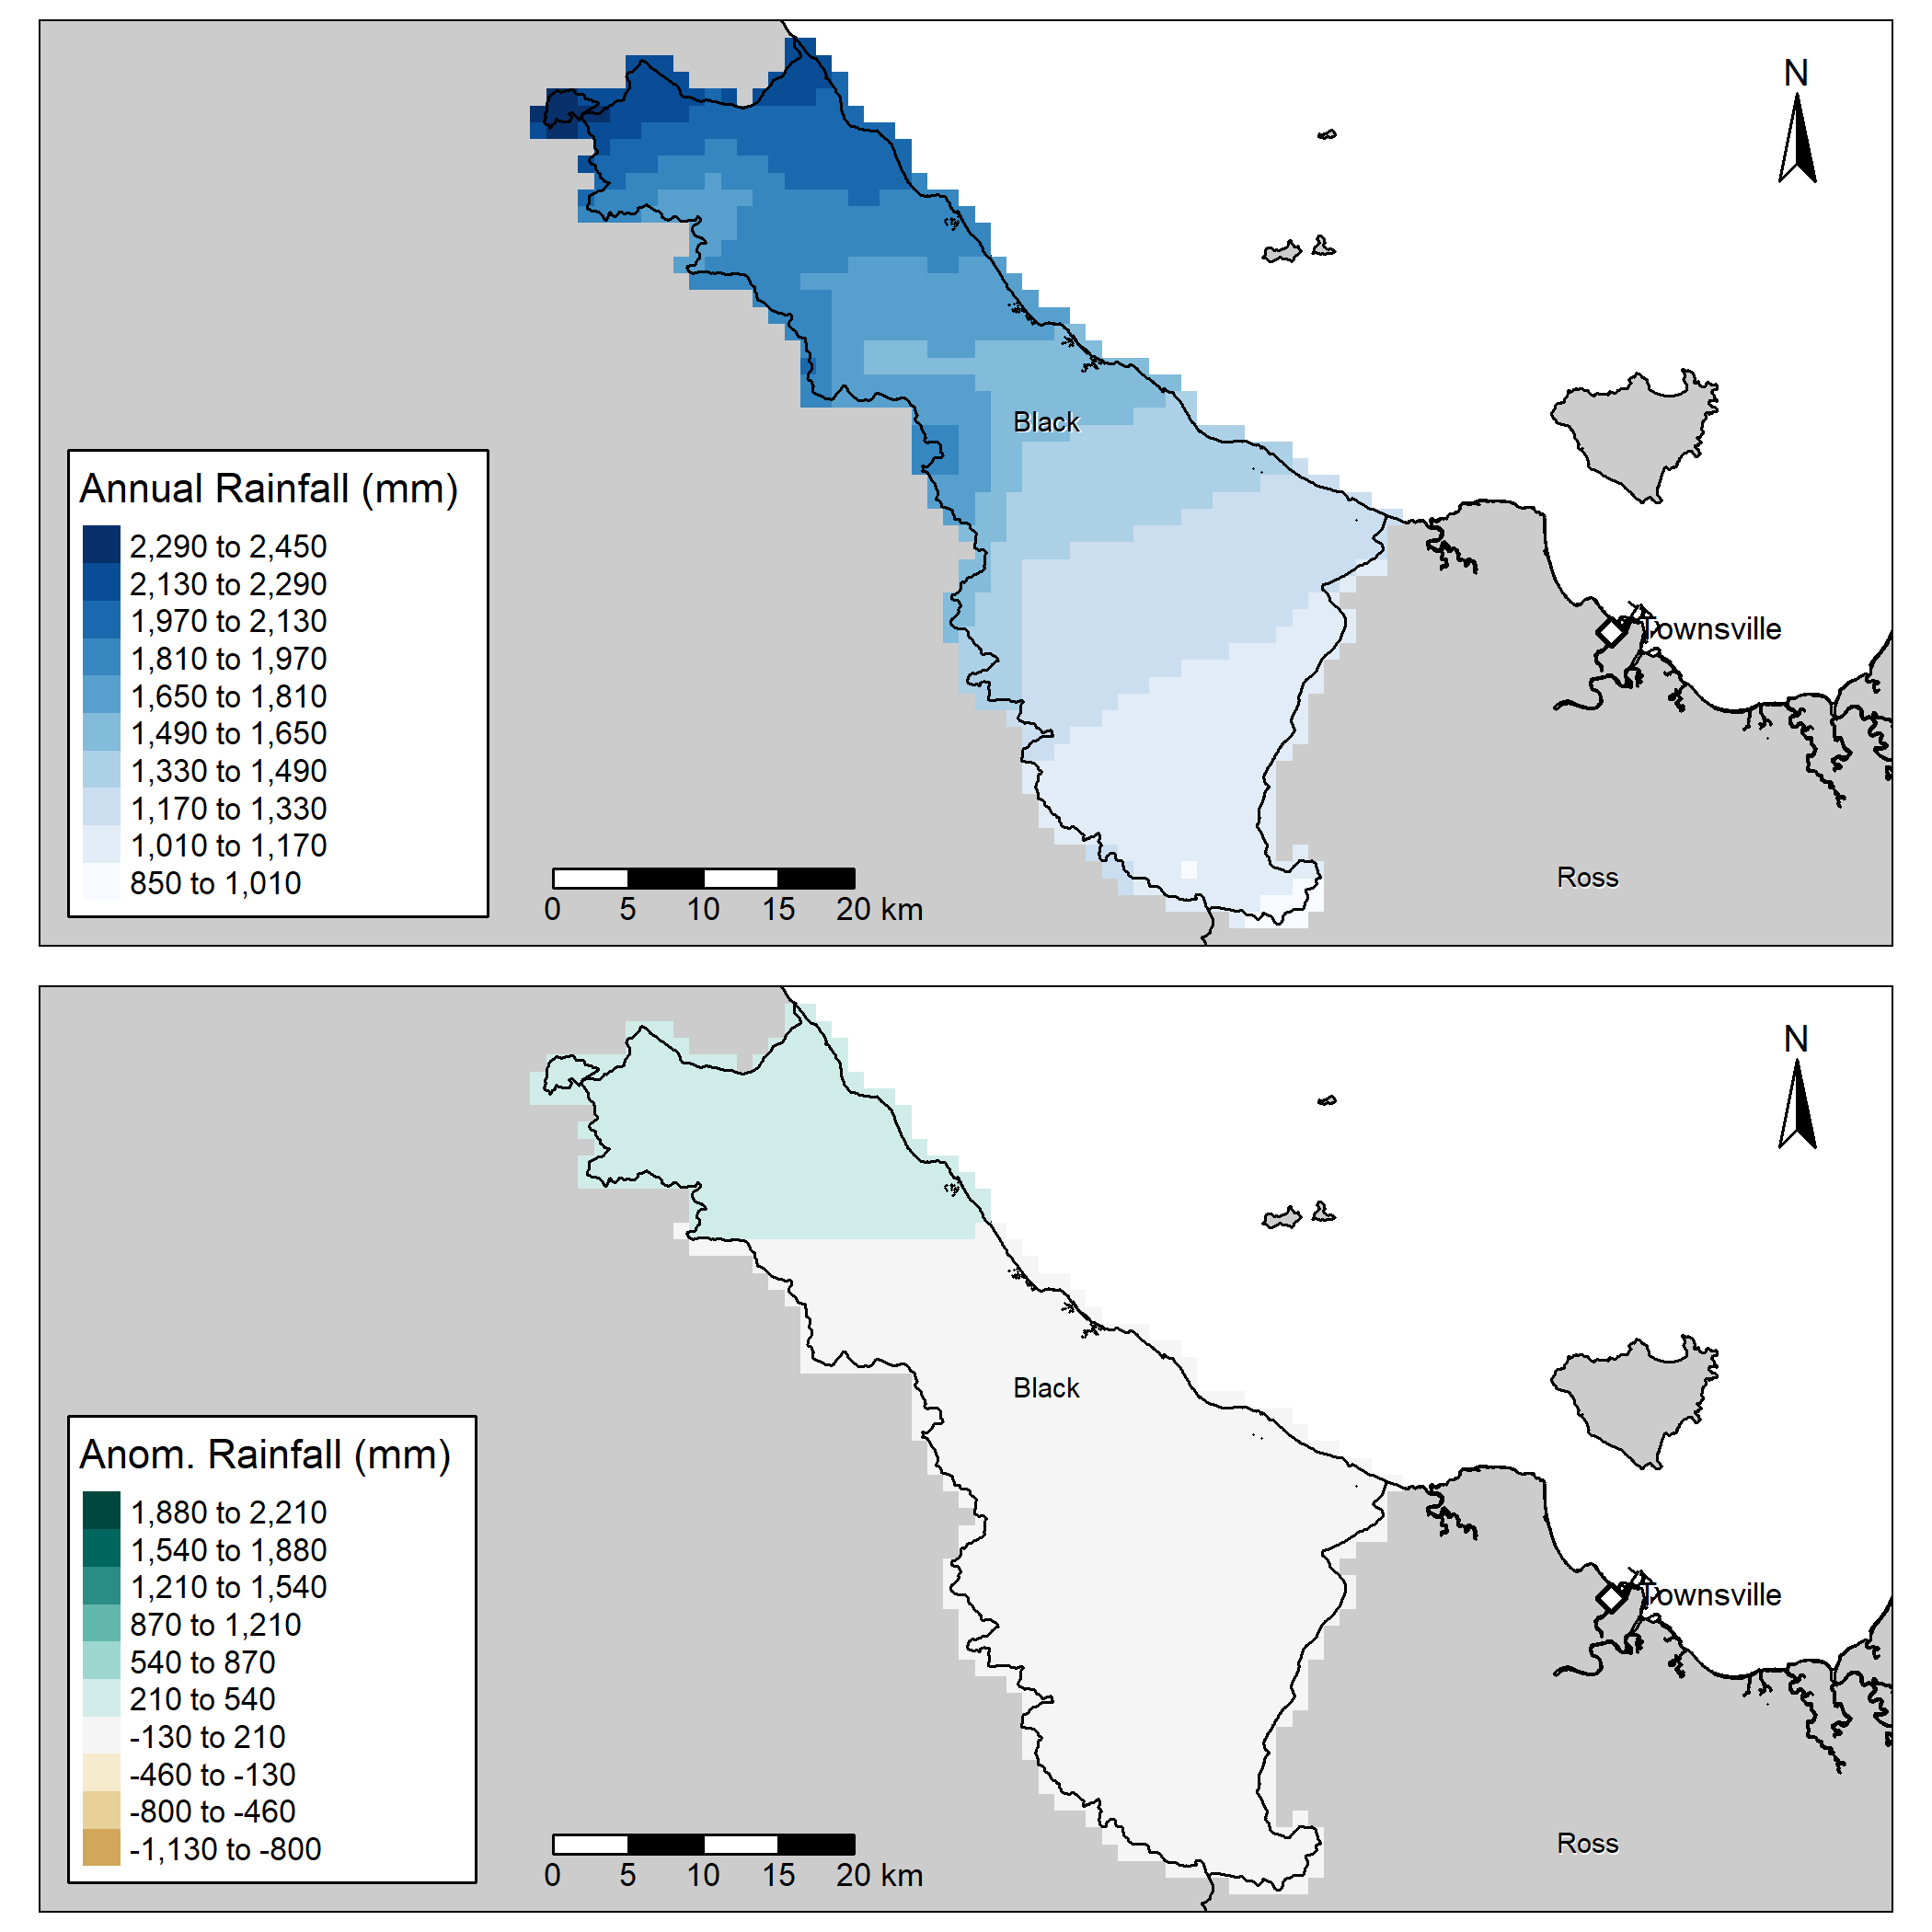 N
Black
Annual Rainfall (mm)
2,290 to 2,450
2,130 to 2,290
1,970 to 2,130
1,810 to 1,970
1,650 to 1,810
1,490 to 1,650
1,330 to 1,490
1,170 to 1,330
1,010 to 1,170
850 to 1,010
Townsville
Ross
0 5 10 15 20 km
N
Black
Anom. Rainfall (mm)
1,880 to 2,210
1,540 to 1,880
1,210 to 1,540
870 to 1,210
540 to 870
210 to 540
-130 to 210
-460 to -130
-800 to -460
-1,130 to -800
Townsville
Ross
0 5 10 15 20 km